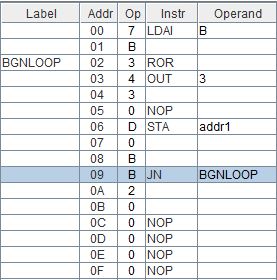 Label Addr Op Instr Operand
00 7 LDAI B
01 B
BGNLOOP 02 3 ROR
03 4 OUT 3
04 3
05 0 NOP
06 D STA addr1
07 0
08 B
09 B JN BGNLOOP
0A 2
0B 0
0C 0 NOP
0D 0 NOP
0E 0 NOP
0F 0 NOP